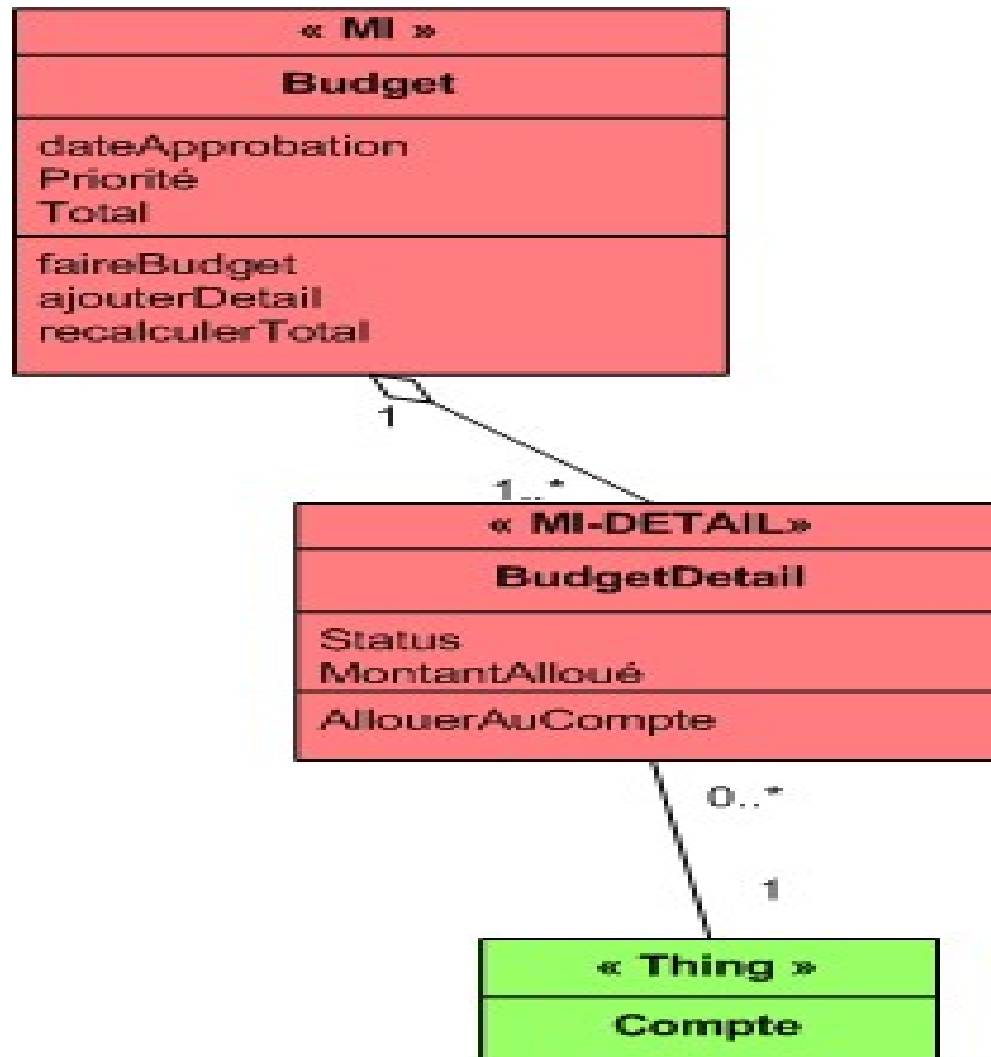 « MI »
Budget
dateApprobation
Priorité
Total
faireBudget
ajouterDetail
recalculerTotal
1
1..*
« MI-DETAIL»
BudgetDetail
Status
MontantAlloué
AllouerAuCompte
0..*
1
« Thing »
Compte